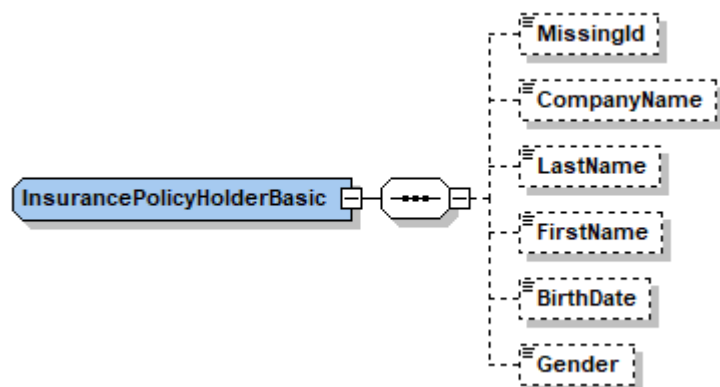 MissingId
CompanyName
LastName
InsurancePolicyHolderBasic
FirstName
BirthDate
Gender